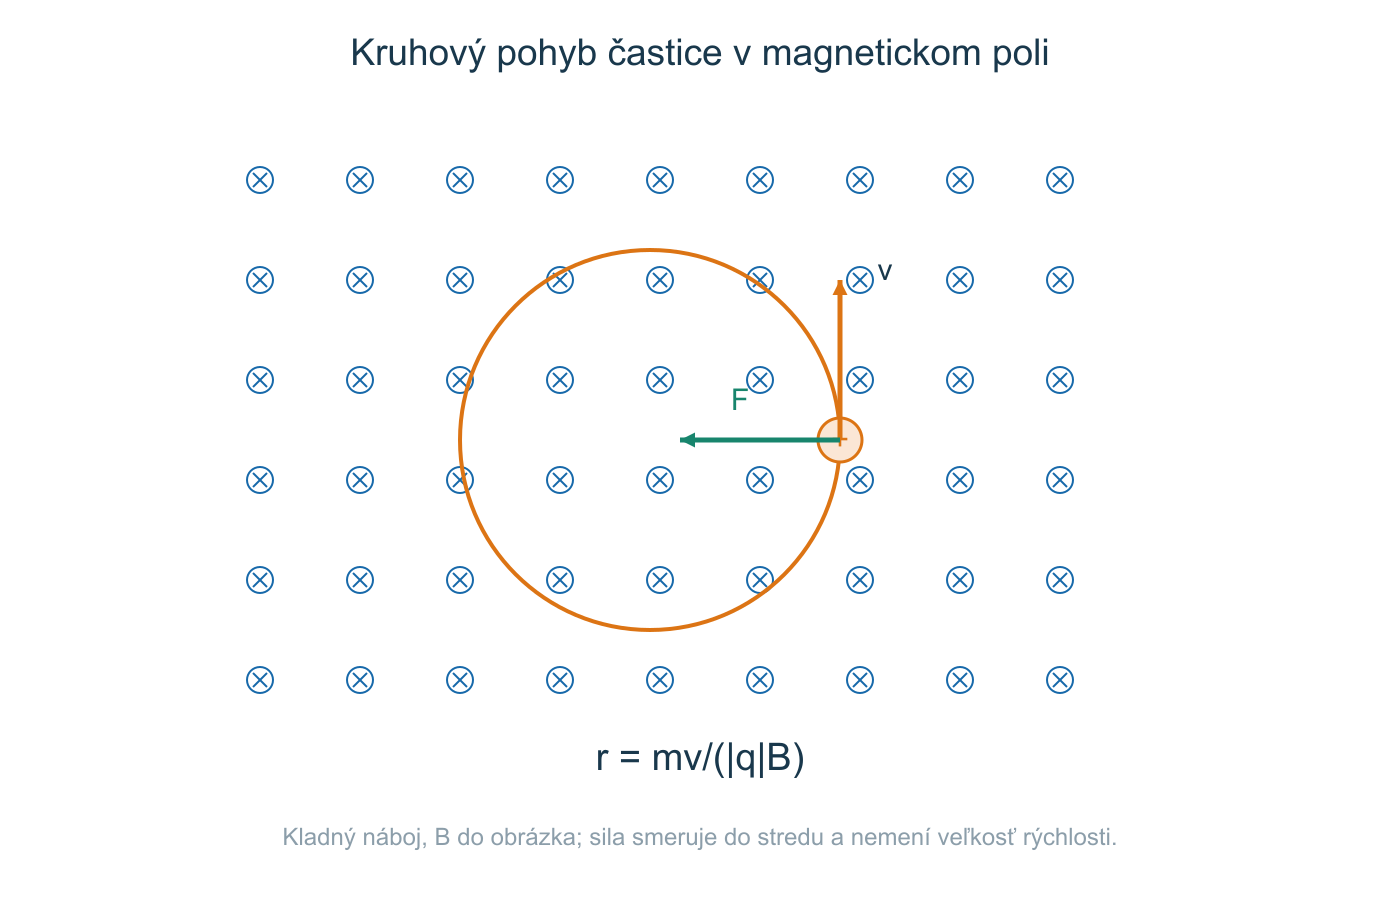 Kruhový pohyb častice v magnetickom poli
v
F
+
r = mv/(|q|B)
Kladný náboj, B do obrázka; sila smeruje do stredu a nemení veľkosť rýchlosti.